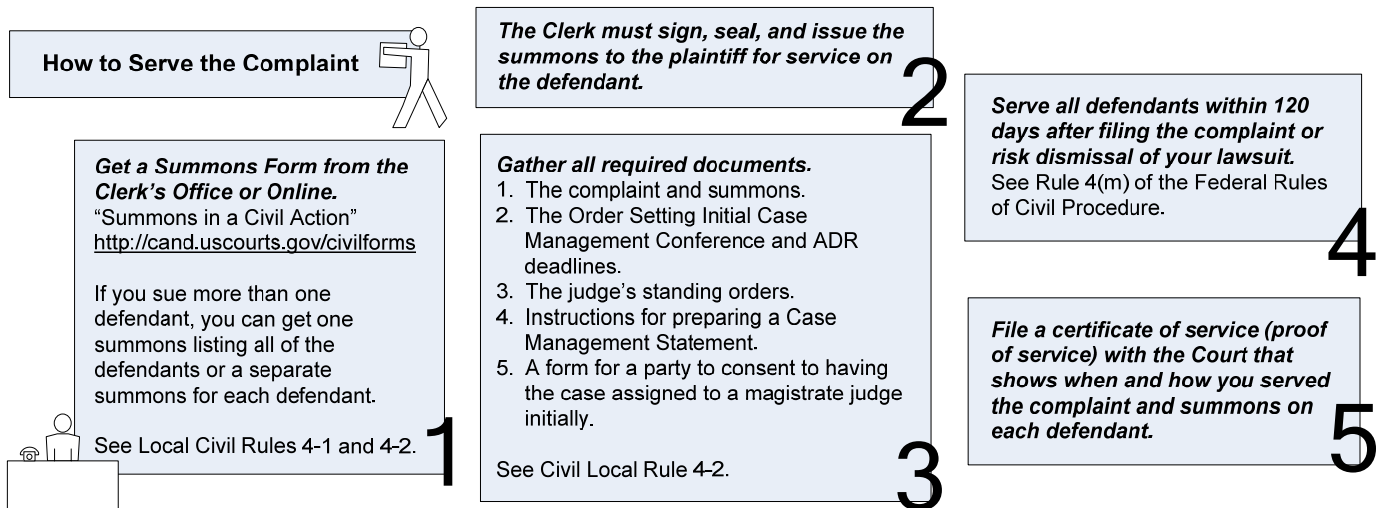 How to Serve the Complaint
Get a Summons Form from the
Clerk's Office or Online.
"Summons in a Civil Action"
http://cand.uscourts.gov/civilforms
If you sue more than one
defendant, you can get one
summons listing all of the
defendants or a separate
summons for each defendant.
See Local Civil Rules 4-1 and 4-2.
1
The Clerk must sign, seal, and issue the
summons to the plaintiff for service on
the defendant.
2
Gather all required documents.
1. The complaint and summons.
2. The Order Setting Initial Case
Management Conference and ADR
deadlines.
3. The judge's standing orders.
4. Instructions for preparing a Case
Management Statement.
5. A form for a party to consent to having
the case assigned to a magistrate judge
initially.
See Civil Local Rule 4-2.
3
Serve all defendants within 120
days after filing the complaint or
risk dismissal of your lawsuit.
See Rule 4(m) of the Federal Rules
of Civil Procedure.
4
File a certificate of service (proof
of service) with the Court that
shows when and how you served
the complaint and summons on
each defendant.
5